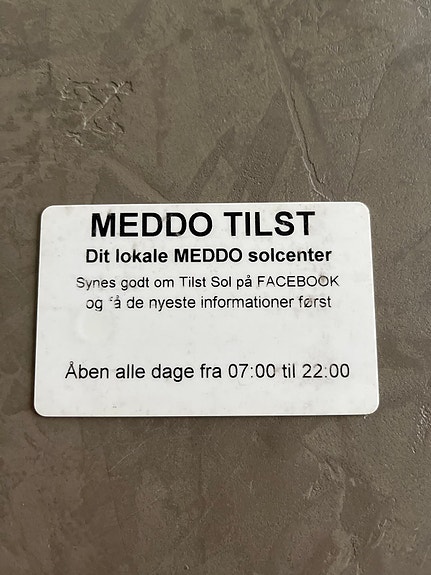 MEDDO TILST
Dit lokale MEDDO solcenter
Synes godt om Tilst Sol på FACEBOOK
og få de nyeste informationer først
Åben alle dage fra 07:00 til 22:00